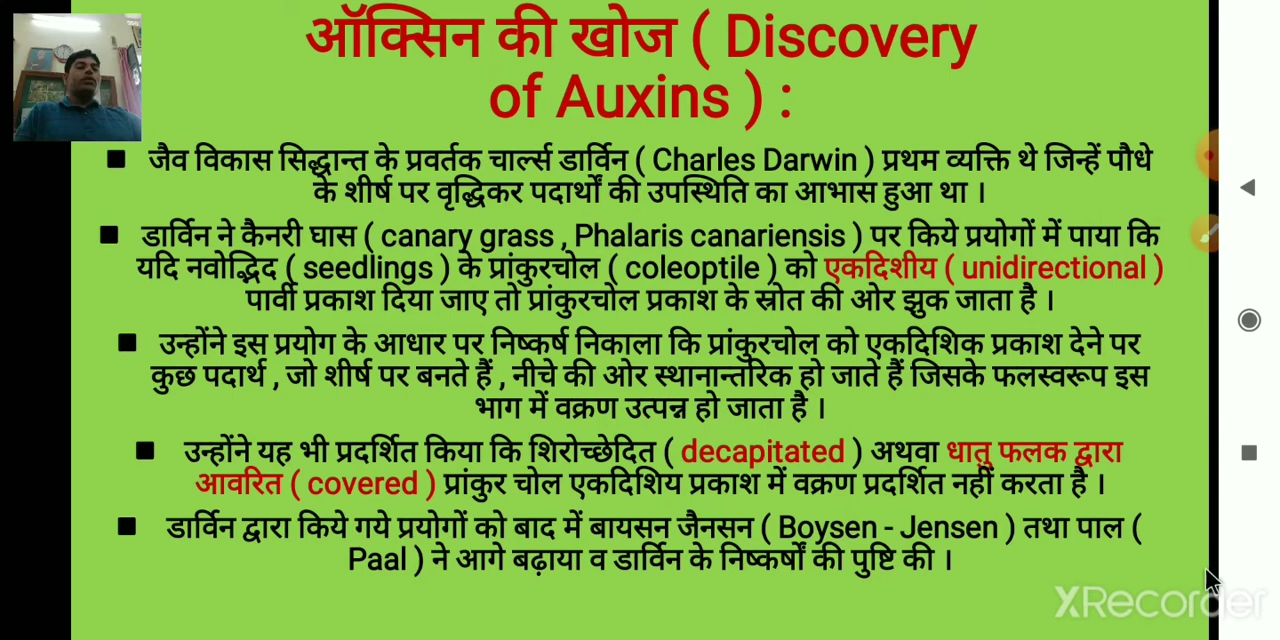 ऑक्सिन की खोज ( Discovery
of Auxins ) :
■ जैव विकास सिद्धान्त के प्रवर्तक चार्ल्स डार्विन ( Charles Darwin ) प्रथम व्यक्ति थे जिन्हें पौधे
के शीर्ष पर वृद्धिकर पदार्थों की उपस्थिति का आभास हुआ था ।
■ डार्विन ने कैनरी घास ( canary grass , Phalaris canariensis ) पर किये प्रयोगों में पाया कि
यदि नवोद्भिद ( seedlings ) के प्रांकुरचोल ( coleoptile ) को एकदिशीय ( unidirectional )
पार्वी प्रकाश दिया जाए तो प्रांकुरचोल प्रकाश के स्रोत की ओर झुक जाता है ।
■ उन्होंने इस प्रयोग के आधार पर निष्कर्ष निकाला कि प्रांकुरचोल को एकदिशिक प्रकाश देने पर
कुछ पदार्थ , जो शीर्ष पर बनते हैं , नीचे की ओर स्थानान्तरिक हो जाते हैं जिसके फलस्वरूप इस
भाग में वक्रण उत्पन्न हो जाता है ।
■ उन्होंने यह भी प्रदर्शित किया कि शिरोच्छेदित ( decapitated ) अथवा धातु फलक द्वारा
आवरित ( covered ) प्रांकुर चोल एकदिशिय प्रकाश में वक्रण प्रदर्शित नहीं करता है ।
■ डार्विन द्वारा किये गये प्रयोगों को बाद में बायसन जैनसन ( Boysen - Jensen ) तथा पाल (
Paal ) ने आगे बढ़ाया व डार्विन के निष्कर्षों की पुष्टि की ।
XRecorder